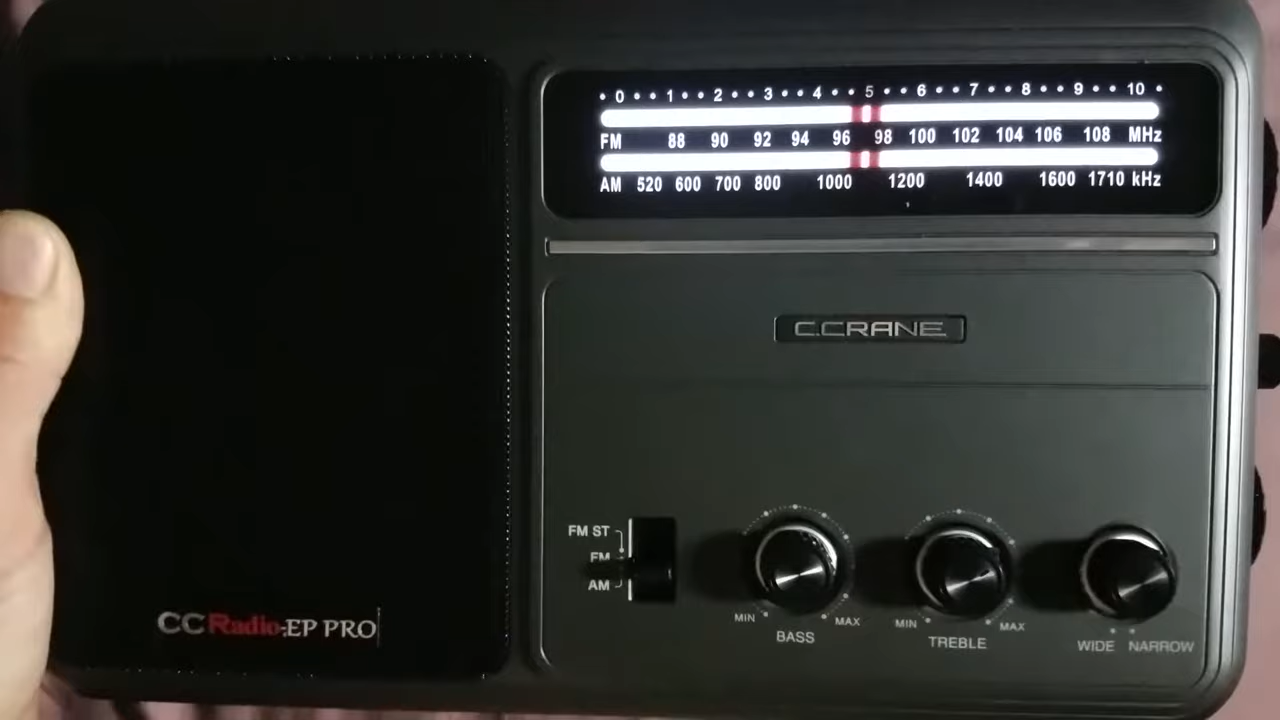 0 1 2 3 4 5 6 7 8 9 10
FM 88 90 92 94 96 98 100 102 104 106 108 MHz
AM 520 600 700 800 1000 1200 1400 1600 1710 kHz
C.CRANE
FM ST
FM
AM
MIN MAX
BASS
MIN MAX
TREBLE
WIDE NARROW
CCRadio-EP PRO